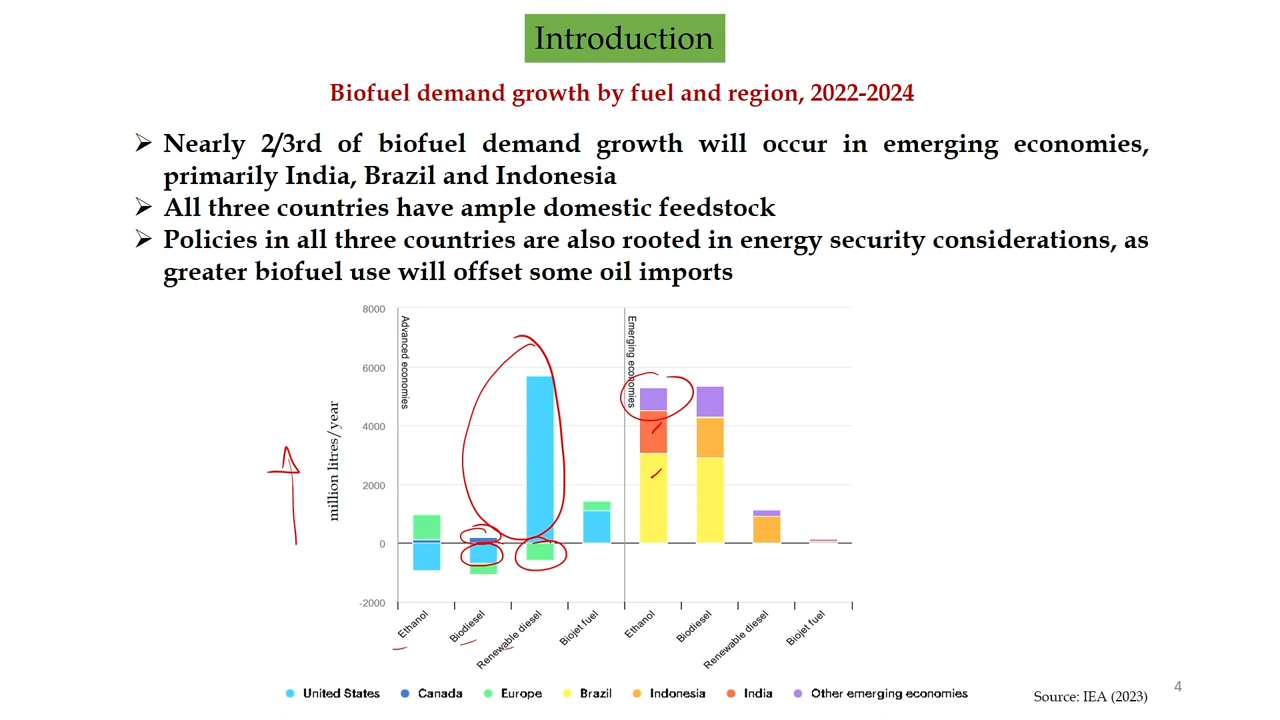 Introduction
Biofuel demand growth by fuel and region, 2022-2024
➢ Nearly 2/3rd of biofuel demand growth will occur in emerging economies,
primarily India, Brazil and Indonesia
➢ All three countries have ample domestic feedstock
➢ Policies in all three countries are also rooted in energy security considerations, as
greater biofuel use will offset some oil imports
million litres/year
8000
6000
4000
2000
0
-2000
Advanced economies
Emerging economies
Ethanol
Biodiesel
Renewable diesel
Biojet fuel
Ethanol
Biodiesel
Renewable diesel
Biojet fuel
United States Canada Europe Brazil Indonesia India Other emerging economies
Source: IEA (2023)
4